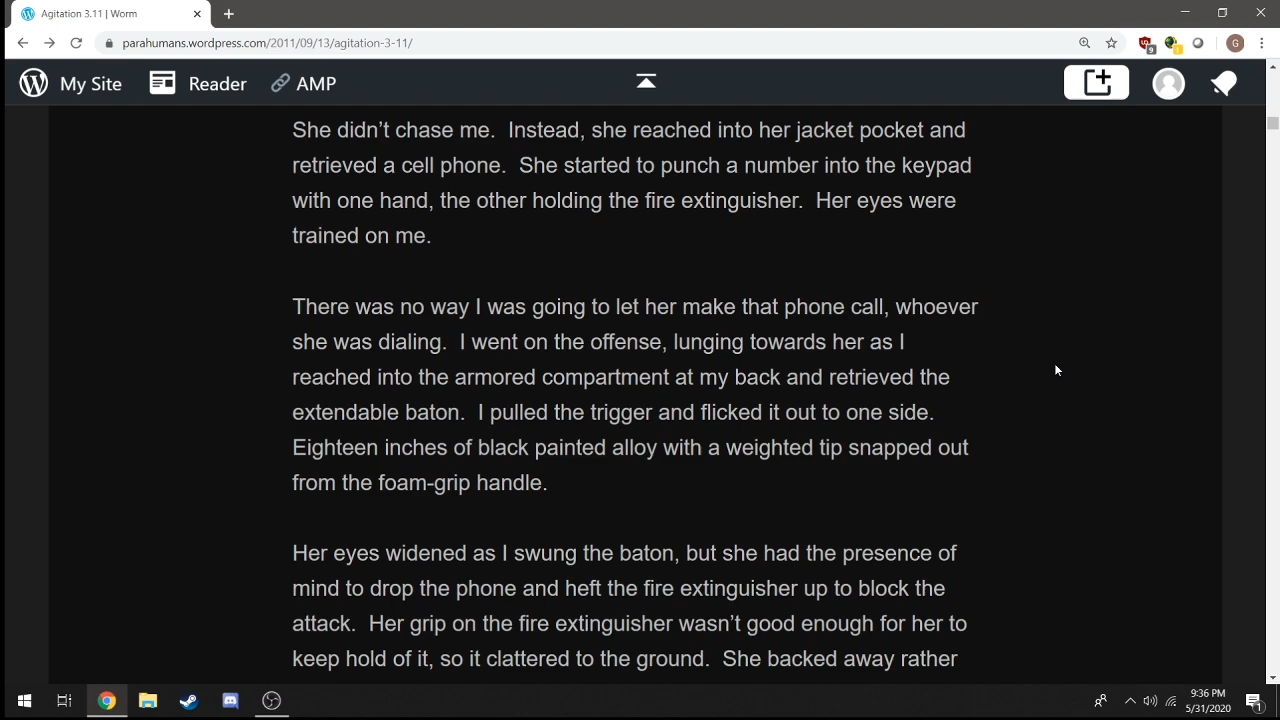 Agitation 3.11 | Worm
parahumans.wordpress.com/2011/09/13/agitation-3-11/
9
1
G
My Site
Reader
AMP
She didn’t chase me.  Instead, she reached into her jacket pocket and
retrieved a cell phone.  She started to punch a number into the keypad
with one hand, the other holding the fire extinguisher.  Her eyes were
trained on me.
There was no way I was going to let her make that phone call, whoever
she was dialing.  I went on the offense, lunging towards her as I
reached into the armored compartment at my back and retrieved the
extendable baton.  I pulled the trigger and flicked it out to one side.
Eighteen inches of black painted alloy with a weighted tip snapped out
from the foam-grip handle.
Her eyes widened as I swung the baton, but she had the presence of
mind to drop the phone and heft the fire extinguisher up to block the
attack.  Her grip on the fire extinguisher wasn’t good enough for her to
keep hold of it, so it clattered to the ground.  She backed away rather
9:36 PM
5/31/2020
1